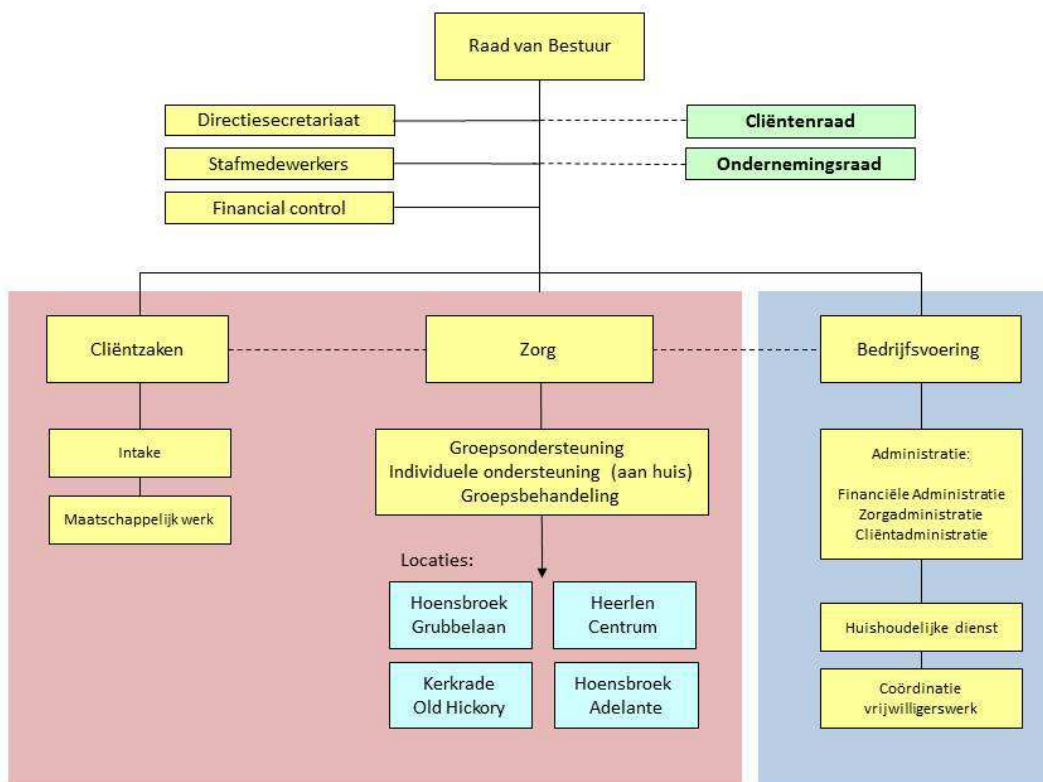 Raad van Bestuur
Directiesecretariaat
Cliëntenraad
Stafmedewerkers
Ondernemingsraad
Financial control
Cliëntzaken
Zorg
Bedrijfsvoering
Intake
Maatschappelijk werk
Groepsondersteuning
Individuele ondersteuning (aan huis)
Groepsbehandeling
Locaties:
Hoensbroek
Grubbelaan
Heerlen
Centrum
Kerkrade
Old Hickory
Hoensbroek
Adelante
Administratie:
Financiële Administratie
Zorgadministratie
Cliëntadministratie
Huishoudelijke dienst
Coördinatie
vrijwilligerswerk